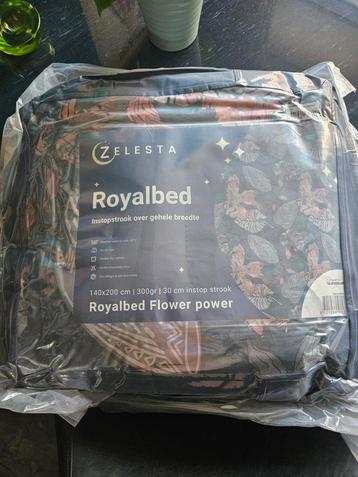 ZELESTA
Royalbed
Instopstrook over gehele breedte
140x200 cm | 300gr | 30 cm instop strook
Royalbed Flower power